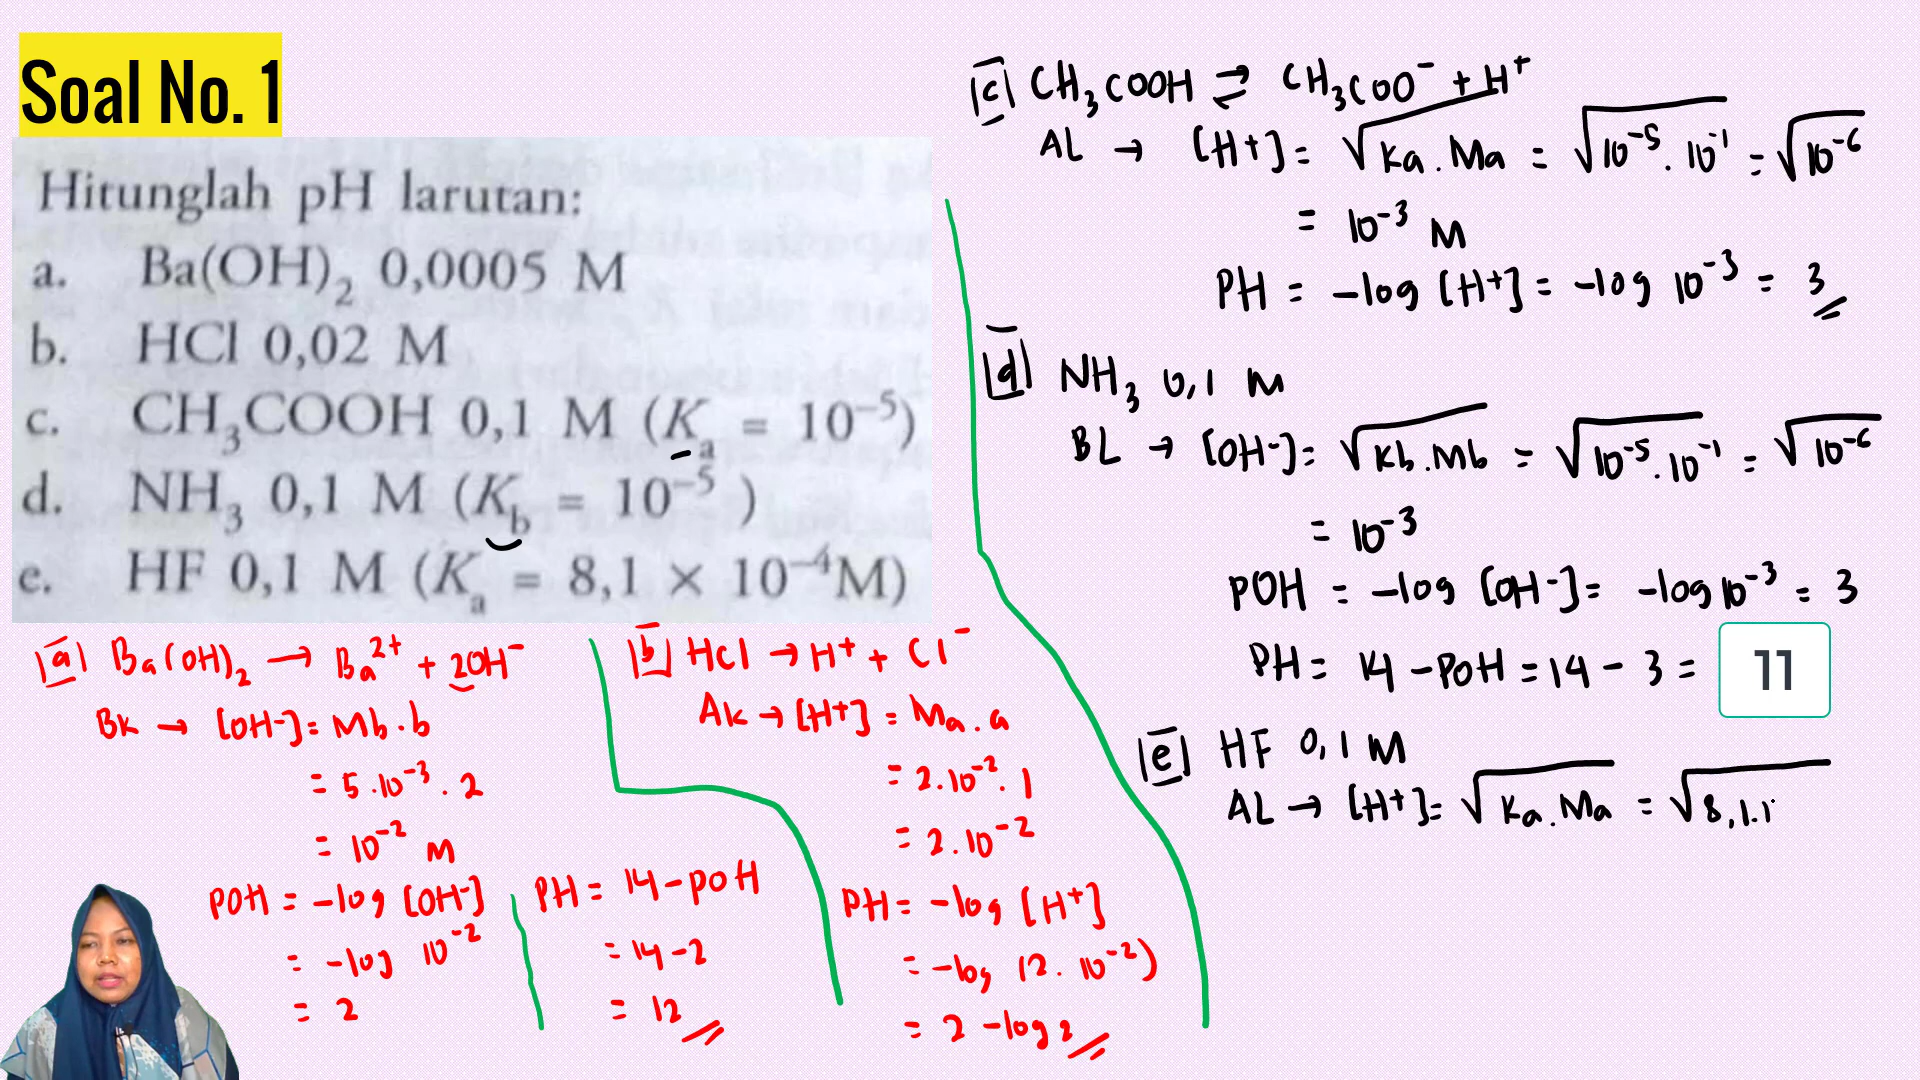 Soal No. 1
Hitunglah pH larutan:
a. Ba(OH)₂ 0,0005 M
b. HCl 0,02 M
c. CH₃COOH 0,1 M (Kₐ = 10⁻⁵)
d. NH₃ 0,1 M (K_b = 10⁻⁵ )
e. HF 0,1 M (Kₐ = 8,1 × 10⁻⁴M)
a Ba(OH)₂ → Ba²⁺ + 2OH⁻
BK → [OH⁻] = Mb . b
= 5 . 10⁻³ . 2
= 10⁻² M
POH = -log [OH⁻]
= -log 10⁻²
= 2
PH = 14 - POH
= 14 - 2
= 12
b HCl → H⁺ + Cl⁻
AK → [H⁺] = Ma . a
= 2 . 10⁻² . 1
= 2 . 10⁻²
PH = -log [H⁺]
= -log (2 . 10⁻²)
= 2 - log 2
c CH₃COOH ⇌ CH₃COO⁻ + H⁺
AL → [H⁺] = √Ka . Ma = √10⁻⁵ . 10⁻¹ = √10⁻⁶
= 10⁻³ M
PH = -log [H⁺] = -log 10⁻³ = 3
d NH₃ 0,1 M
BL → [OH⁻] = √Kb . Mb = √10⁻⁵ . 10⁻¹ = √10⁻⁶
= 10⁻³
POH = -log [OH⁻] = -log 10⁻³ = 3
PH = 14 - POH = 14 - 3 = 11
e HF 0,1 M
AL → [H⁺] = √Ka . Ma = √8,1 . 1